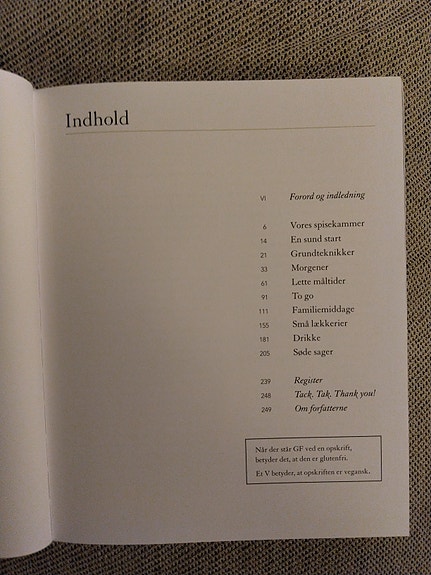 Indhold
VI Forord og indledning
6 Vores spisekammer
14 En sund start
21 Grundteknikker
33 Morgener
61 Lette måltider
91 To go
111 Familiemiddage
155 Små lækkerier
181 Drikke
205 Søde sager
239 Register
248 Tack, Tak, Thank you!
249 Om forfatterne
Når der står GF ved en opskrift,
betyder det, at den er glutenfri.
Et V betyder, at opskriften er vegansk.